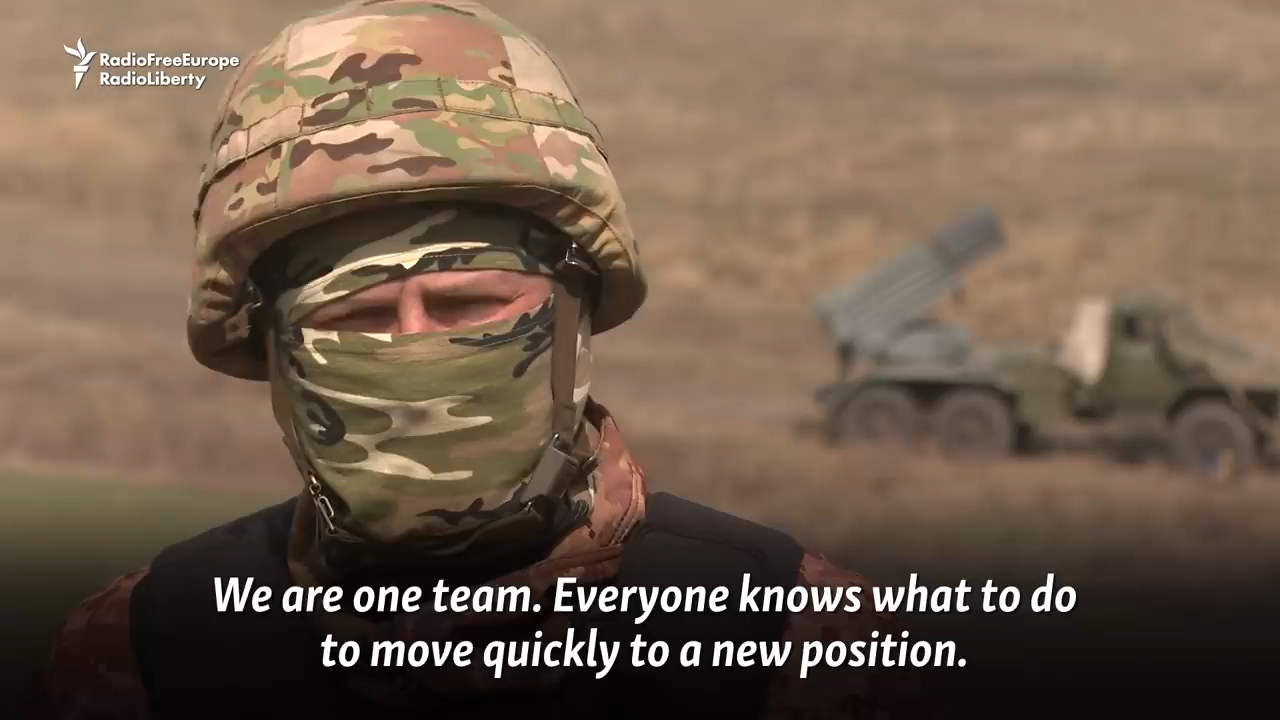 RadioFreeEurope
RadioLiberty
We are one team. Everyone knows what to do
to move quickly to a new position.